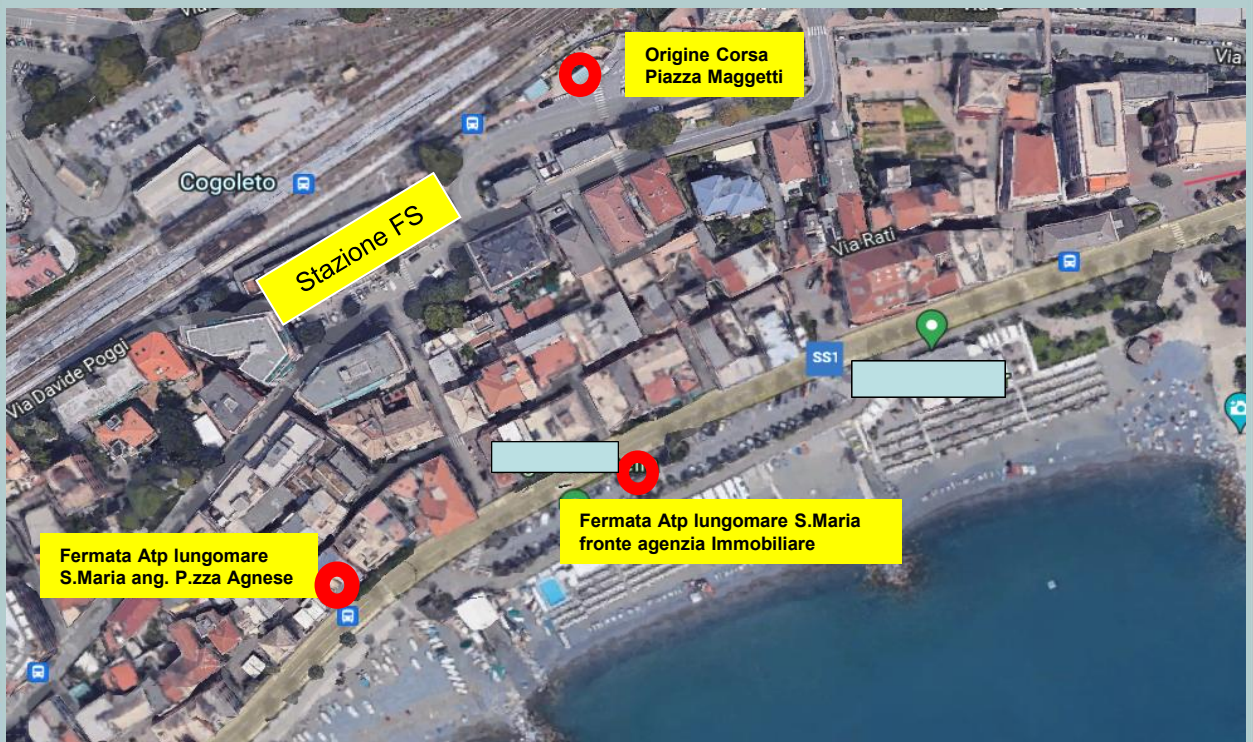 Origine Corsa
Piazza Maggetti
Via
Cogoleto
Stazione FS
Via Rati
Via Davide Poggi
SS1
Fermata Atp lungomare S.Maria
fronte agenzia Immobiliare
Fermata Atp lungomare
S.Maria ang. P.zza Agnese